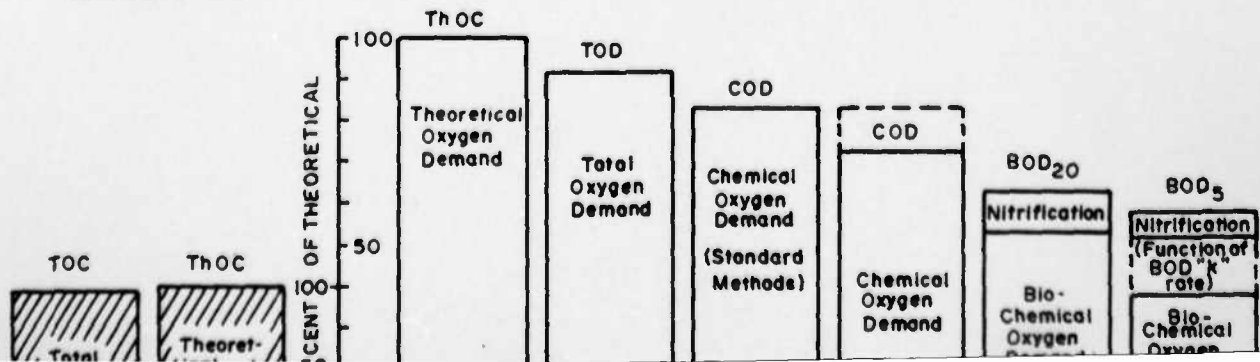 ThOC
100
TOD
COD
Theoretical
Oxygen
Demand
COD
Total
Oxygen
Demand
Chemical
Oxygen
Demand
(Standard
Methods)
BOD20
BOD5
Nitrification
Nitrification
(Function of
BOD "k"
rate)
50
OF THEORETICAL
TOC
ThOC
100
Chemical
Oxygen
Demand
Bio-
Chemical
Oxygen
Bio-
Chemical
Oxygen
Total
Theoret-